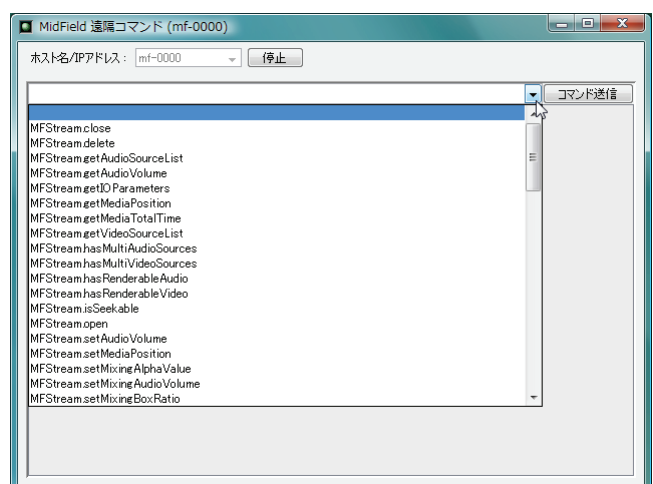 MidField 遠隔コマンド (mf-0000)
ホスト名/IPアドレス： mf-0000 停止
コマンド送信
MFStream.close
MFStream.delete
MFStream.getAudioSourceList
MFStream.getAudioVolume
MFStream.getIOParameters
MFStream.getMediaPosition
MFStream.getMediaTotalTime
MFStream.getVideoSourceList
MFStream.hasMultiAudioSources
MFStream.hasMultiVideoSources
MFStream.hasRenderableAudio
MFStream.hasRenderableVideo
MFStream.isSeekable
MFStream.open
MFStream.setAudioVolume
MFStream.setMediaPosition
MFStream.setMixingAlphaValue
MFStream.setMixingAudioVolume
MFStream.setMixingBoxRatio